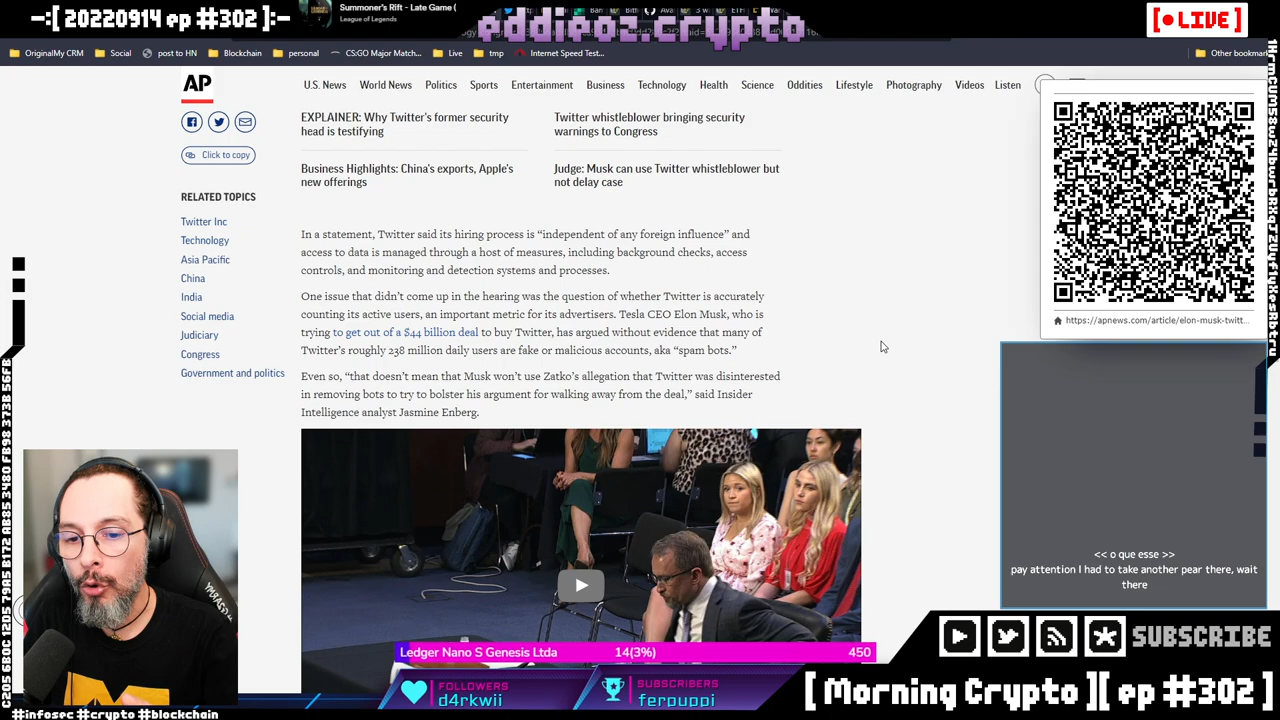 -:[ 20220914 ep #302 ]:-
Summoner's Rift - Late Game (
League of Legends
eddieoz.crypto
[ ● LIVE ]
OriginalMy CRM
Social
post to HN
Blockchain
personal
CS:GO Major Match...
Live
tmp
Internet Speed Test...
Other bookmar
AP
U.S. News
World News
Politics
Sports
Entertainment
Business
Technology
Health
Science
Oddities
Lifestyle
Photography
Videos
Listen
EXPLAINER: Why Twitter's former security
head is testifying
Twitter whistleblower bringing security
warnings to Congress
Click to copy
Business Highlights: China's exports, Apple's
new offerings
Judge: Musk can use Twitter whistleblower but
not delay case
RELATED TOPICS
Twitter Inc
Technology
Asia Pacific
China
India
Social media
Judiciary
Congress
Government and politics
In a statement, Twitter said its hiring process is “independent of any foreign influence” and
access to data is managed through a host of measures, including background checks, access
controls, and monitoring and detection systems and processes.
One issue that didn’t come up in the hearing was the question of whether Twitter is accurately
counting its active users, an important metric for its advertisers. Tesla CEO Elon Musk, who is
trying to get out of a $44 billion deal to buy Twitter, has argued without evidence that many of
Twitter’s roughly 238 million daily users are fake or malicious accounts, aka “spam bots.”
Even so, “that doesn’t mean that Musk won’t use Zatko’s allegation that Twitter was disinterested
in removing bots to try to bolster his argument for walking away from the deal,” said Insider
Intelligence analyst Jasmine Enberg.
https://apnews.com/article/elon-musk-twitt...
<< o que esse >>
pay attention I had to take another pear there, wait
there
Ledger Nano S Genesis Ltda
14(3%)
450
FOLLOWERS
d4rkwii
SUBSCRIBERS
ferpuppi
SUBSCRIBE
[ Morning Crypto ][ ep #302 ]
#infosec #crypto #blockchain